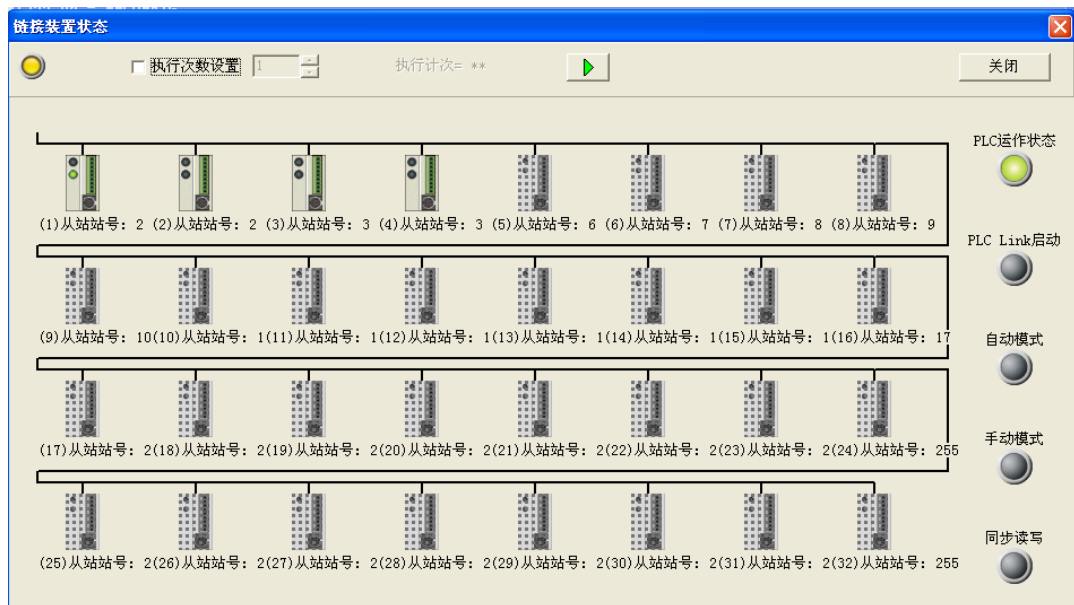 链接装置状态
执行次数设置 1 执行计次= ** 关闭
PLC运作状态
(1)从站站号: 2 (2)从站站号: 2 (3)从站站号: 3 (4)从站站号: 3 (5)从站站号: 6 (6)从站站号: 7 (7)从站站号: 8 (8)从站站号: 9
PLC Link启动
(9)从站站号: 10(10)从站站号: 1(11)从站站号: 1(12)从站站号: 1(13)从站站号: 1(14)从站站号: 1(15)从站站号: 1(16)从站站号: 17
自动模式
手动模式
(17)从站站号: 2(18)从站站号: 2(19)从站站号: 2(20)从站站号: 2(21)从站站号: 2(22)从站站号: 2(23)从站站号: 2(24)从站站号: 255
同步读写
(25)从站站号: 2(26)从站站号: 2(27)从站站号: 2(28)从站站号: 2(29)从站站号: 2(30)从站站号: 2(31)从站站号: 2(32)从站站号: 255